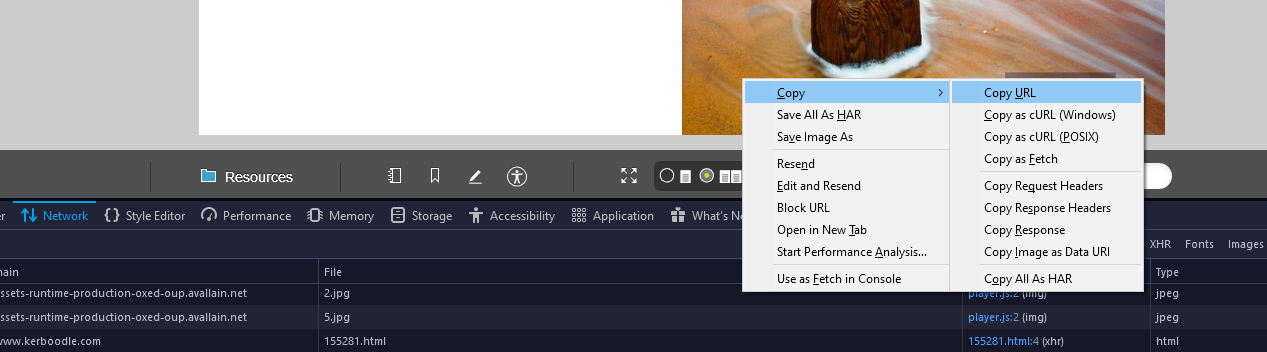 Copy
Copy URL
Save All As HAR
Copy as cURL (Windows)
Save Image As
Copy as cURL (POSIX)
Copy as Fetch
Resend
Edit and Resend
Copy Request Headers
Block URL
Copy Response Headers
Open in New Tab
Copy Response
Start Performance Analysis...
Copy Image as Data URI
Use as Fetch in Console
Copy All As HAR
Resources
er Network Style Editor Performance Memory Storage Accessibility Application What's Ne
XHR Fonts Images
main File Type
ssets-runtime-production-oxed-oup.avallain.net 2.jpg player.js:2 (img) jpeg
ssets-runtime-production-oxed-oup.avallain.net 5.jpg player.js:2 (img) jpeg
www.kerboodle.com 155281.html 155281.html:4 (xhr) html